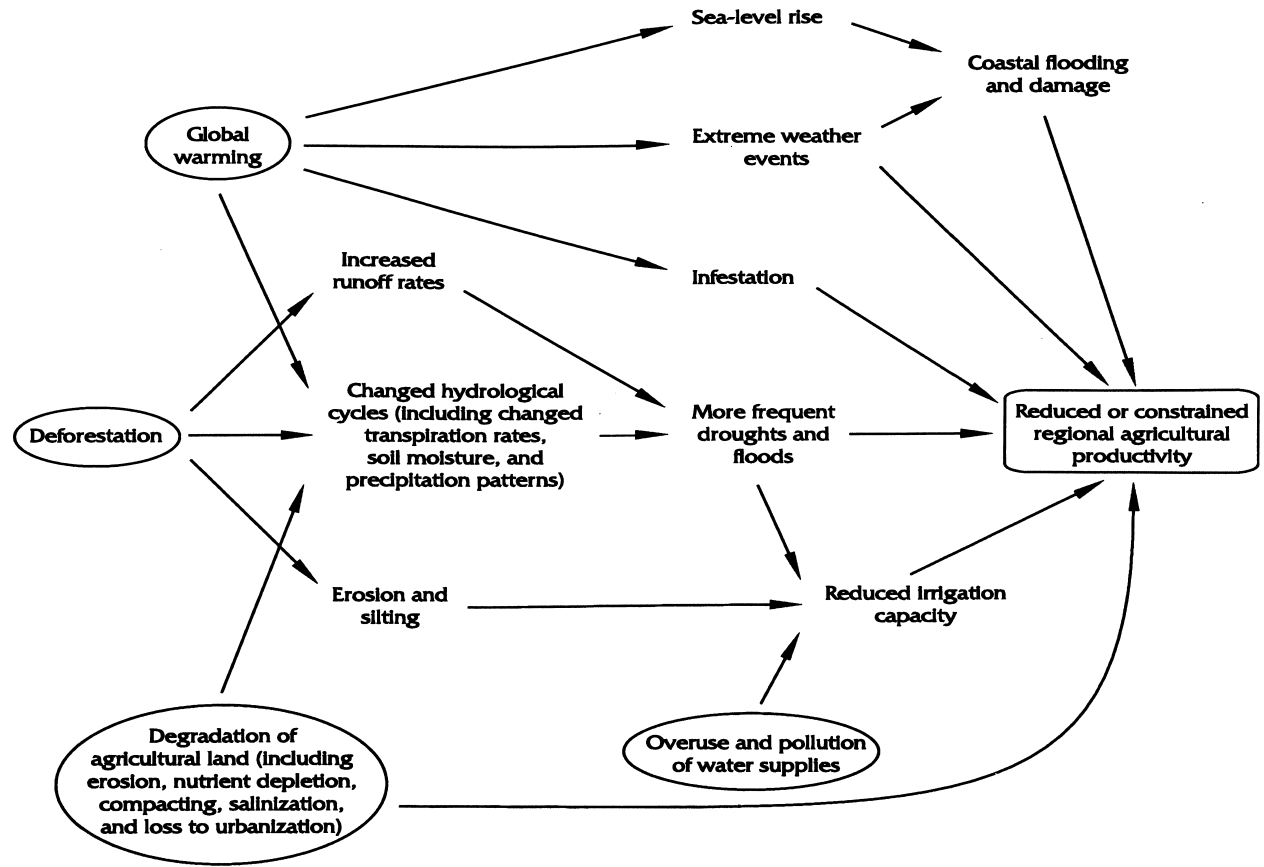 Sea-level rise
Coastal flooding
and damage
Global
warming
Extreme weather
events
Increased
runoff rates
Infestation
Changed hydrological
cycles (including changed
transpiration rates,
soil moisture, and
precipitation patterns)
More frequent
droughts and
floods
Reduced or constrained
regional agricultural
productivity
Deforestation
Erosion and
silting
Reduced irrigation
capacity
Degradation of
agricultural land (including
erosion, nutrient depletion,
compacting, salinization,
and loss to urbanization)
Overuse and pollution
of water supplies